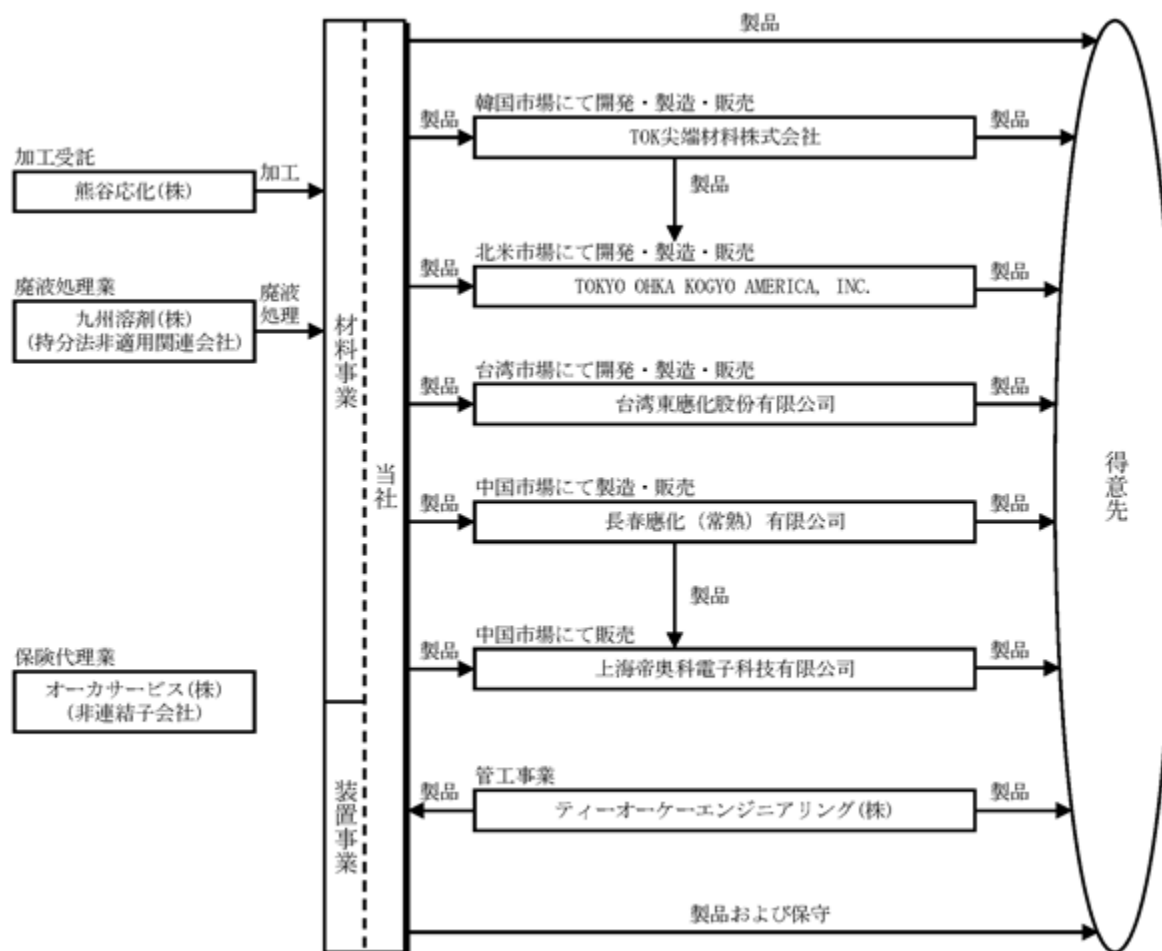 製品
韓国市場にて開発・製造・販売
製品
TOK尖端材料株式会社
製品
加工受託
熊谷応化(株)
加工
製品
北米市場にて開発・製造・販売
製品
TOKYO OHKA KOGYO AMERICA, INC.
製品
廃液処理業
九州溶剤(株)
(持分法非適用関連会社)
廃液
処理
材料事業
当社
台湾市場にて開発・製造・販売
製品
台湾東應化股份有限公司
製品
得意先
中国市場にて製造・販売
製品
長春應化（常熟）有限公司
製品
製品
中国市場にて販売
製品
上海帝奥科電子科技有限公司
製品
保険代理業
オーカサービス(株)
(非連結子会社)
装置事業
管工事業
製品
ティーオーケーエンジニアリング(株)
製品
製品および保守